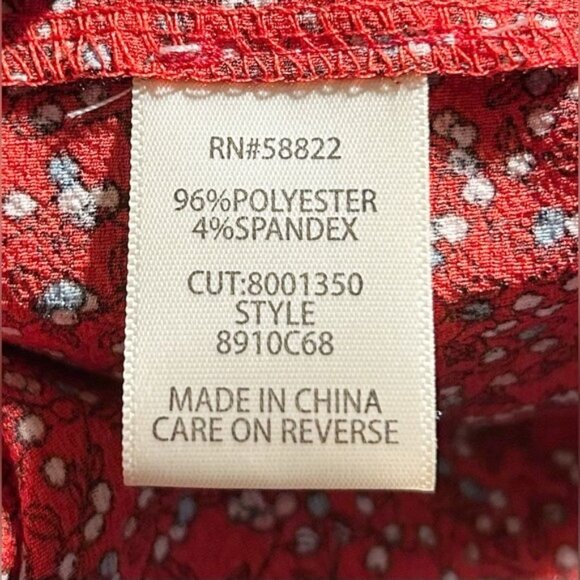 RN#58822
96%POLYESTER
4%SPANDEX
CUT:8001350
STYLE
8910C68
MADE IN CHINA
CARE ON REVERSE